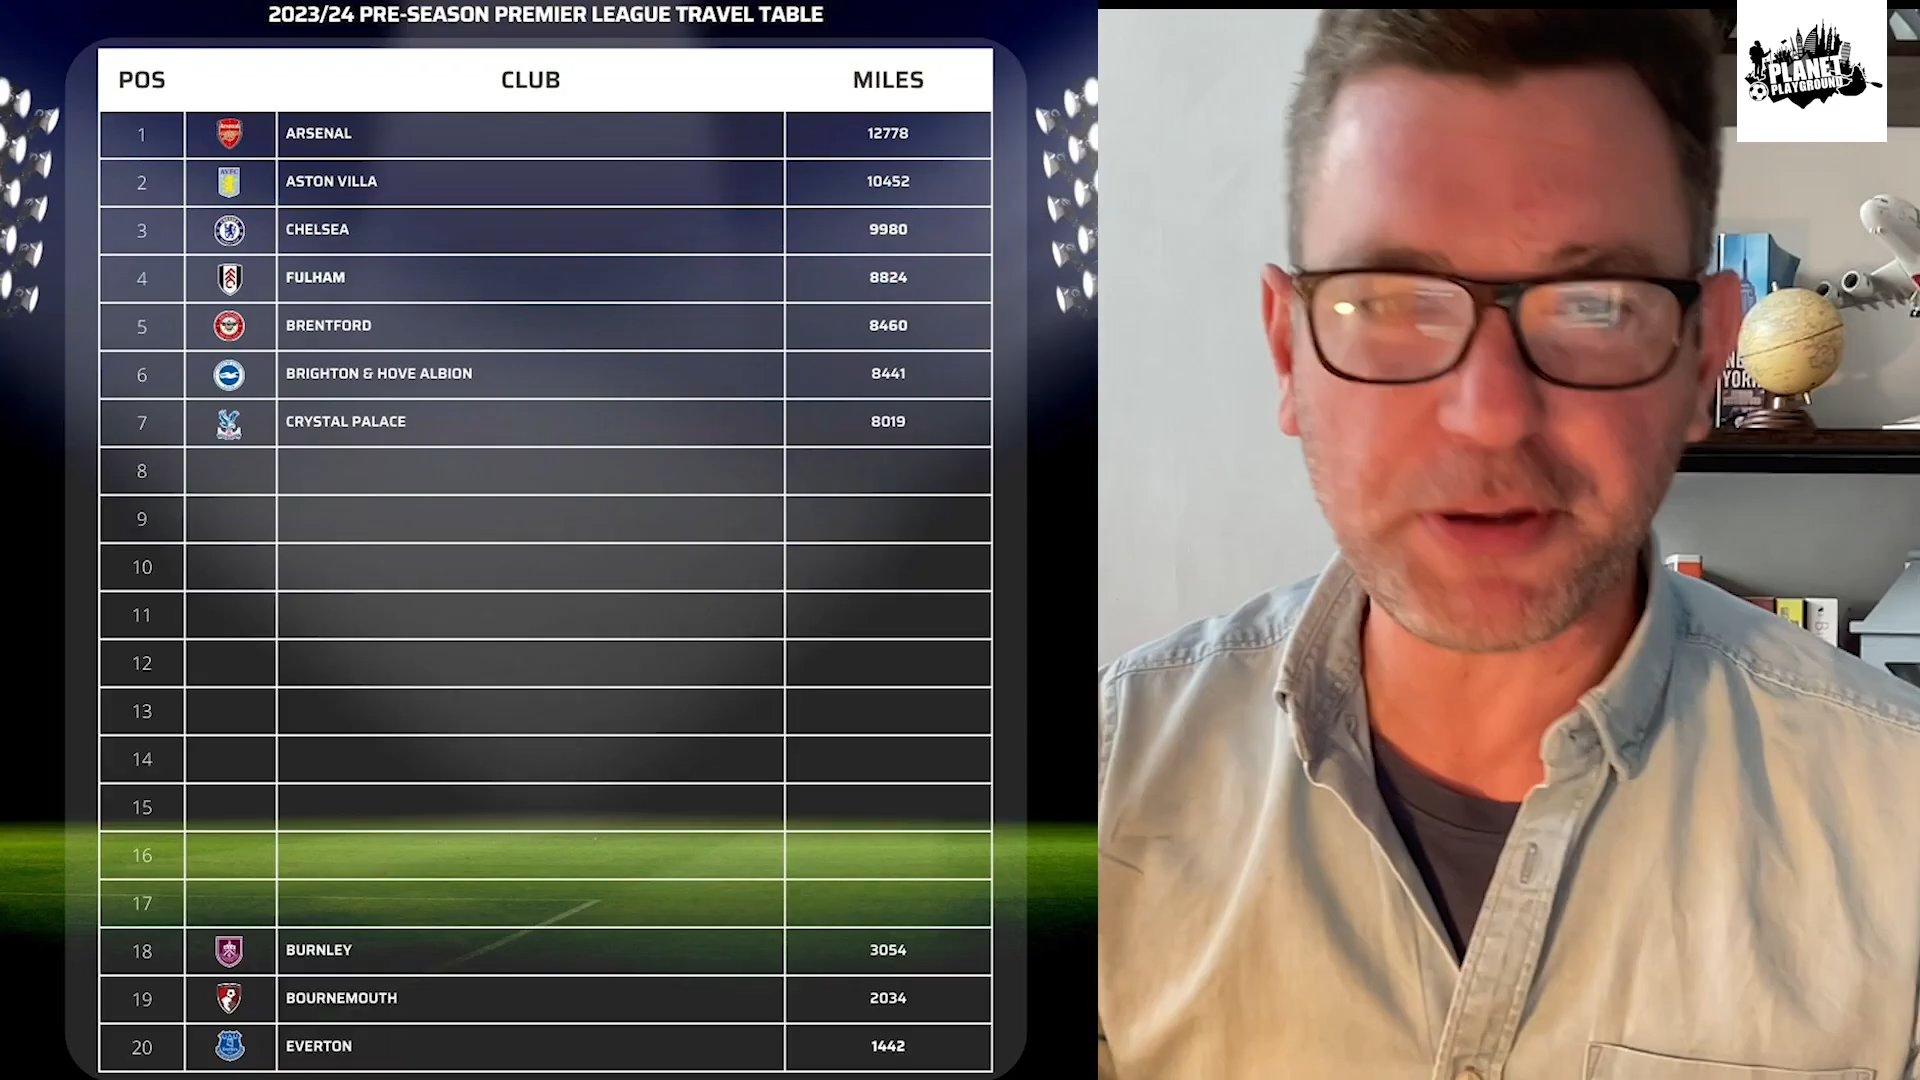 2023/24 PRE-SEASON PREMIER LEAGUE TRAVEL TABLE
POS CLUB MILES
1 ARSENAL 12778
2 ASTON VILLA 10452
3 CHELSEA 9980
4 FULHAM 8824
5 BRENTFORD 8460
6 BRIGHTON & HOVE ALBION 8441
7 CRYSTAL PALACE 8019
8
9
10
11
12
13
14
15
16
17
18 BURNLEY 3054
19 BOURNEMOUTH 2034
20 EVERTON 1442
PLANET
PLAYGROUND
YORK